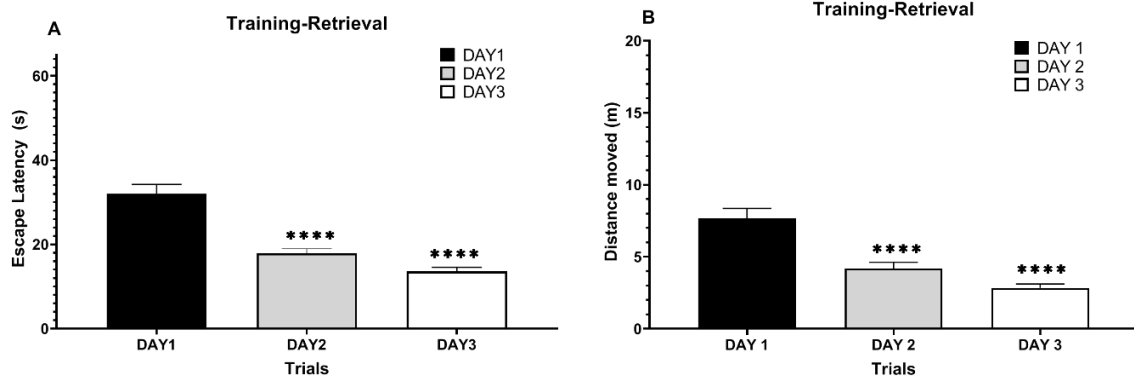 A
Training-Retrieval
DAY1
DAY2
DAY3
Escape Latency (s)
60
40
20
0
****
****
DAY1
DAY2
DAY3
Trials
B
Training-Retrieval
DAY 1
DAY 2
DAY 3
Distance moved (m)
20
15
10
5
0
****
****
DAY 1
DAY 2
DAY 3
Trials